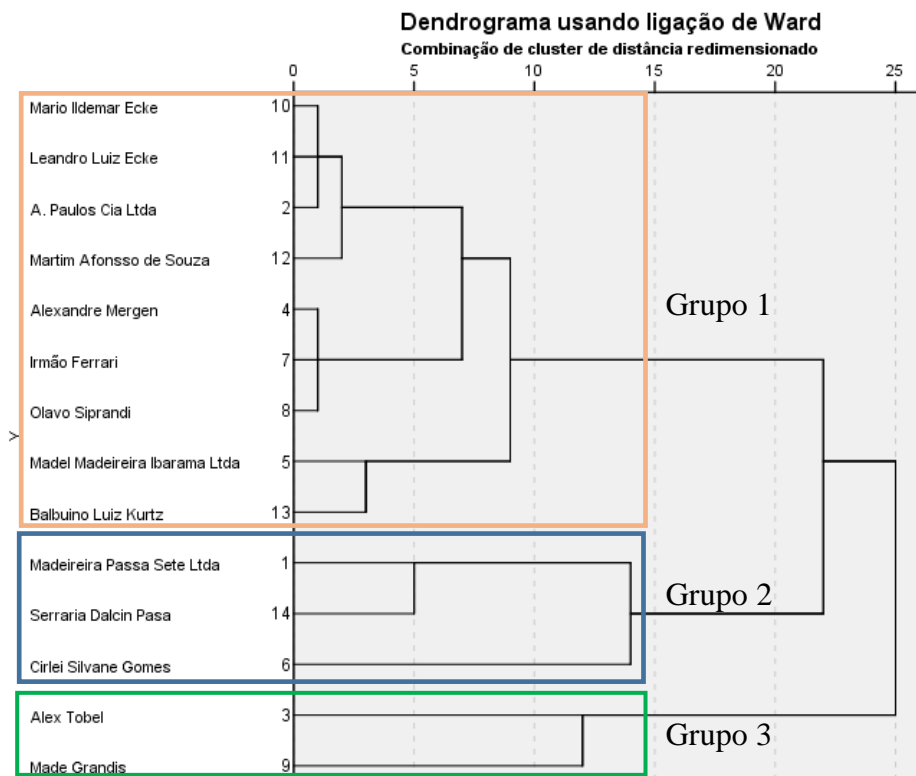 Dendrograma usando ligação de Ward
Combinação de cluster de distância redimensionado
0 5 10 15 20 25
Mario Ildemar Ecke 10
Leandro Luiz Ecke 11
A. Paulos Cia Ltda 2
Martim Afonsso de Souza 12
Alexandre Mergen 4
Grupo 1
Irmão Ferrari 7
Olavo Siprandi 8
Y
Madel Madeireira Ibarama Ltda 5
Balbuino Luiz Kurtz 13
Madeireira Passa Sete Ltda 1
Grupo 2
Serraria Dalcin Pasa 14
Cirlei Silvane Gomes 6
Alex Tobel 3
Grupo 3
Made Grandis 9